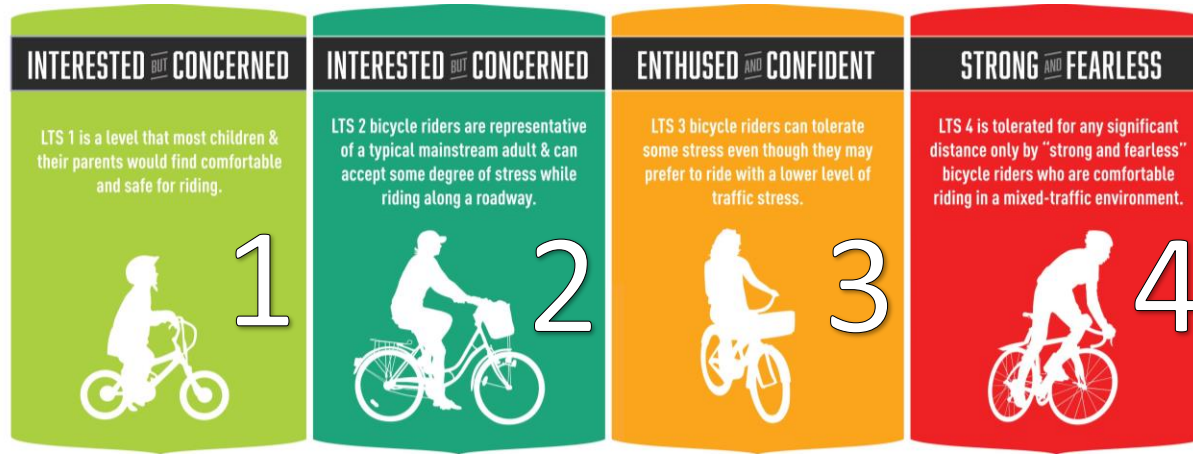 INTERESTED BUT CONCERNED
LTS 1 is a level that most children &
their parents would find comfortable
and safe for riding.
1
INTERESTED BUT CONCERNED
LTS 2 bicycle riders are representative
of a typical mainstream adult & can
accept some degree of stress while
riding along a roadway.
2
ENTHUSED AND CONFIDENT
LTS 3 bicycle riders can tolerate
some stress even though they may
prefer to ride with a lower level of
traffic stress.
3
STRONG AND FEARLESS
LTS 4 is tolerated for any significant
distance only by “strong and fearless”
bicycle riders who are comfortable
riding in a mixed-traffic environment.
4